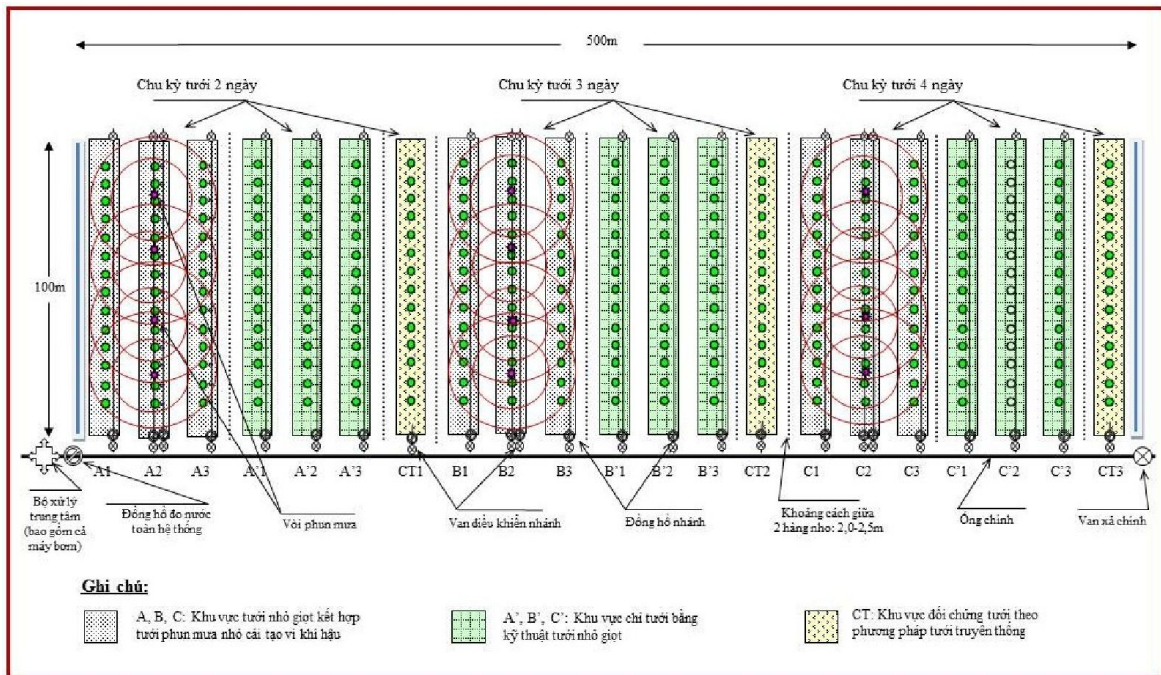 500m
Chu kỳ tưới 2 ngày
Chu kỳ tưới 3 ngày
Chu kỳ tưới 4 ngày
100m
A1 A2 A3 A'1 A'2 A'3 CT1 B1 B2 B3 B'1 B'2 B'3 CT2 C1 C2 C3 C'1 C'2 C'3 CT3
Bộ xử lý
trung tâm
(bao gồm cả
máy bơm)
Đồng hồ đo nước
toàn hệ thống
Vòi phun mưa
Van điều khiển nhánh
Đồng hồ nhánh
Khoảng cách giữa
2 hàng nho: 2,0-2,5m
Ống chính
Van xả chính
Ghi chú:
A, B, C: Khu vực tưới nhỏ giọt kết hợp
tưới phun mưa nhỏ cải tạo vi khí hậu
A', B', C': Khu vực chỉ tưới bằng
kỹ thuật tưới nhỏ giọt
CT: Khu vực đối chứng tưới theo
phương pháp tưới truyền thống